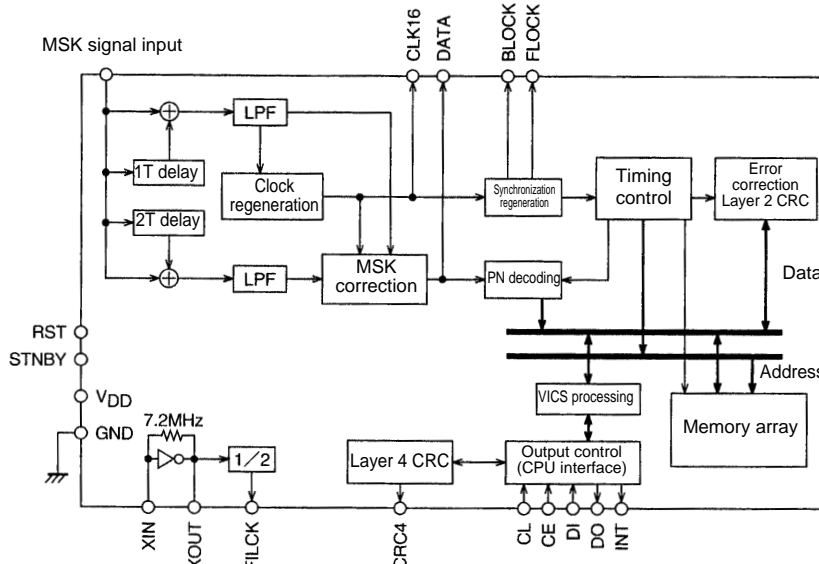 MSK signal input
CLK16
DATA
BLOCK
FLOCK
LPF
1T delay
Clock
regeneration
Synchronization
regeneration
Timing
control
Error
correction
Layer 2 CRC
2T delay
LPF
MSK
correction
PN decoding
Data
RST
STNBY
VDD
GND
Address
VICS processing
Memory array
7.2MHz
1/2
Layer 4 CRC
Output control
(CPU interface)
XIN
XOUT
FILCK
CRC4
CL
CE
DI
DO
INT